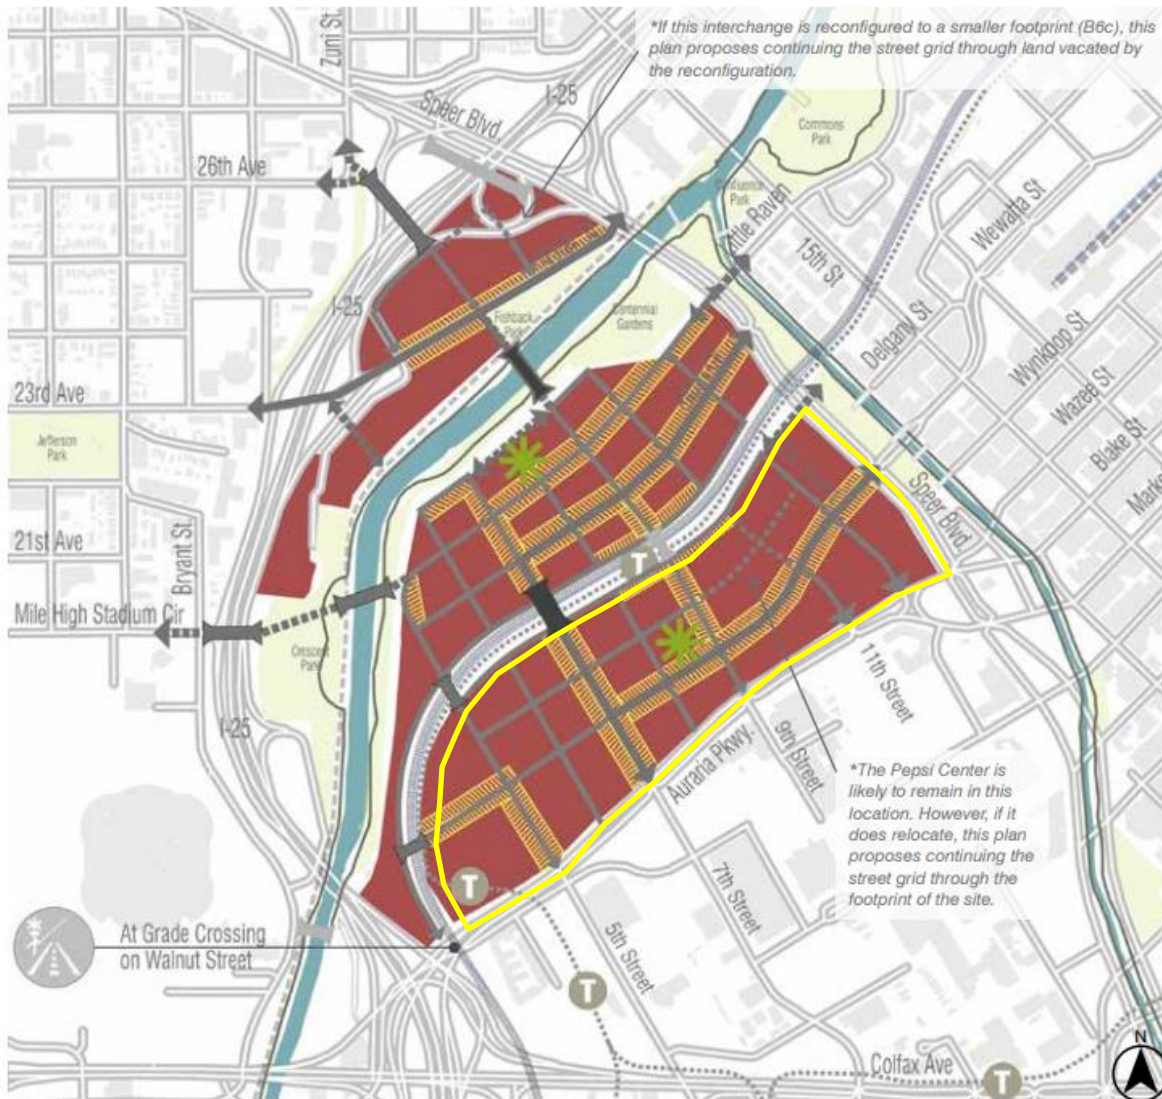 *If this interchange is reconfigured to a smaller footprint (B6c), this
plan proposes continuing the street grid through land vacated by
the reconfiguration.
Zuni St.
I-25
Speer Blvd.
Commons
Park
26th Ave
Confluence
Park
Little Raven
Wewatta St
15th St
I-25
Fishback
Park
Centennial
Gardens
Delgany St
Wynkoop St
23rd Ave
Wazee St
Jefferson
Park
Blake St
Speer Blvd.
21st Ave
Bryant St.
T
Mile High Stadium Cir
Crescent
Park
11th Street
I-25
9th Street
Auraria Pkwy.
*The Pepsi Center is
likely to remain in this
location. However, if it
does relocate, this plan
proposes continuing the
street grid through the
footprint of the site.
7th Street
T
At Grade Crossing
on Walnut Street
5th Street
T
N
Colfax Ave
T